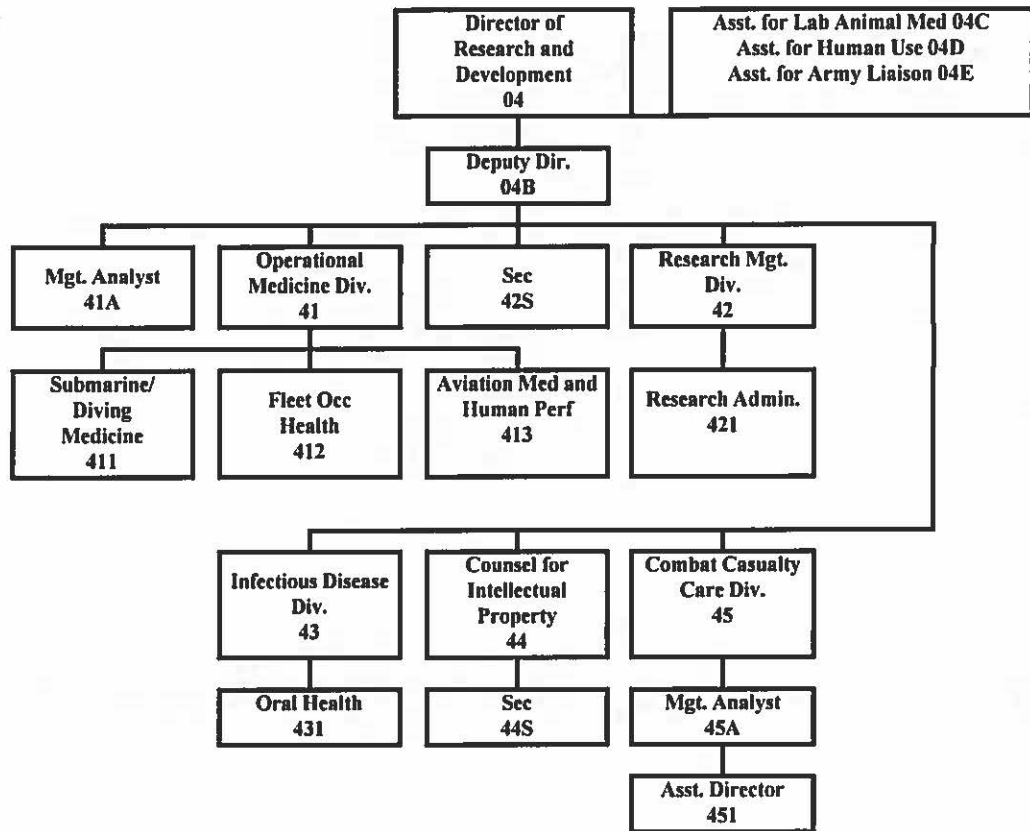 Director of
Research and
Development
04
Asst. for Lab Animal Med 04C
Asst. for Human Use 04D
Asst. for Army Liaison 04E
Deputy Dir.
04B
Mgt. Analyst
41A
Operational
Medicine Div.
41
Sec
42S
Research Mgt.
Div.
42
Submarine/
Diving
Medicine
411
Fleet Occ
Health
412
Aviation Med and
Human Perf
413
Research Admin.
421
Infectious Disease
Div.
43
Counsel for
Intellectual
Property
44
Combat Casualty
Care Div.
45
Oral Health
431
Sec
44S
Mgt. Analyst
45A
Asst. Director
451